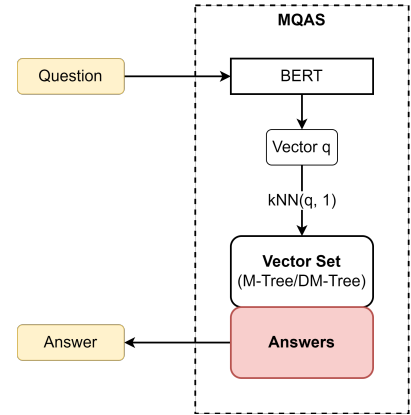 MQAS
Question
BERT
Vector q
kNN(q, 1)
Vector Set
(M-Tree/DM-Tree)
Answer
Answers